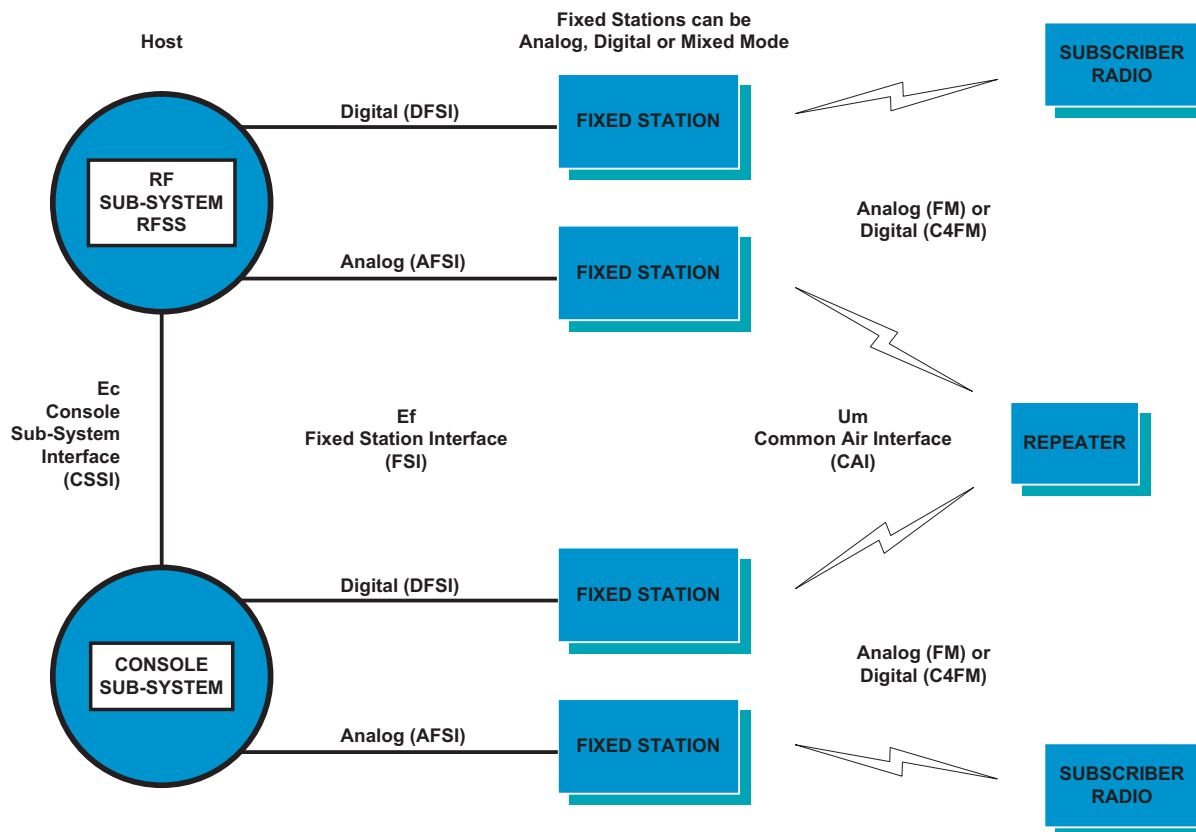 Host
Fixed Stations can be
Analog, Digital or Mixed Mode
SUBSCRIBER
RADIO
Digital (DFSI)
FIXED STATION
RF
SUB-SYSTEM
RFSS
Analog (FM) or
Digital (C4FM)
Analog (AFSI)
FIXED STATION
Ec
Console
Sub-System
Interface
(CSSI)
Ef
Fixed Station Interface
(FSI)
Um
Common Air Interface
(CAI)
REPEATER
Digital (DFSI)
FIXED STATION
CONSOLE
SUB-SYSTEM
Analog (FM) or
Digital (C4FM)
Analog (AFSI)
FIXED STATION
SUBSCRIBER
RADIO